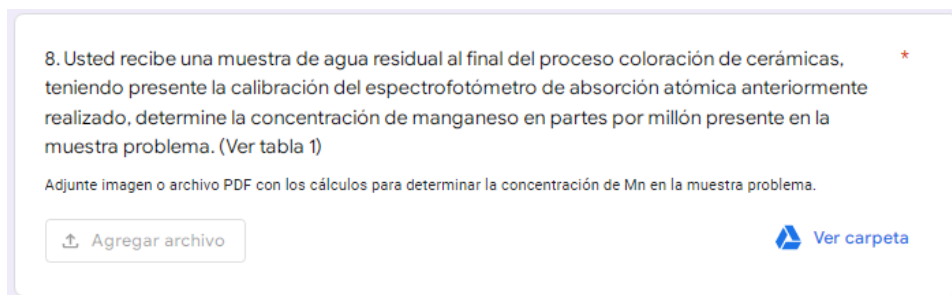 8. Usted recibe una muestra de agua residual al final del proceso coloración de cerámicas, *
teniendo presente la calibración del espectrofotómetro de absorción atómica anteriormente
realizado, determine la concentración de manganeso en partes por millón presente en la
muestra problema. (Ver tabla 1)
Adjunte imagen o archivo PDF con los cálculos para determinar la concentración de Mn en la muestra problema.
Agregar archivo
Ver carpeta